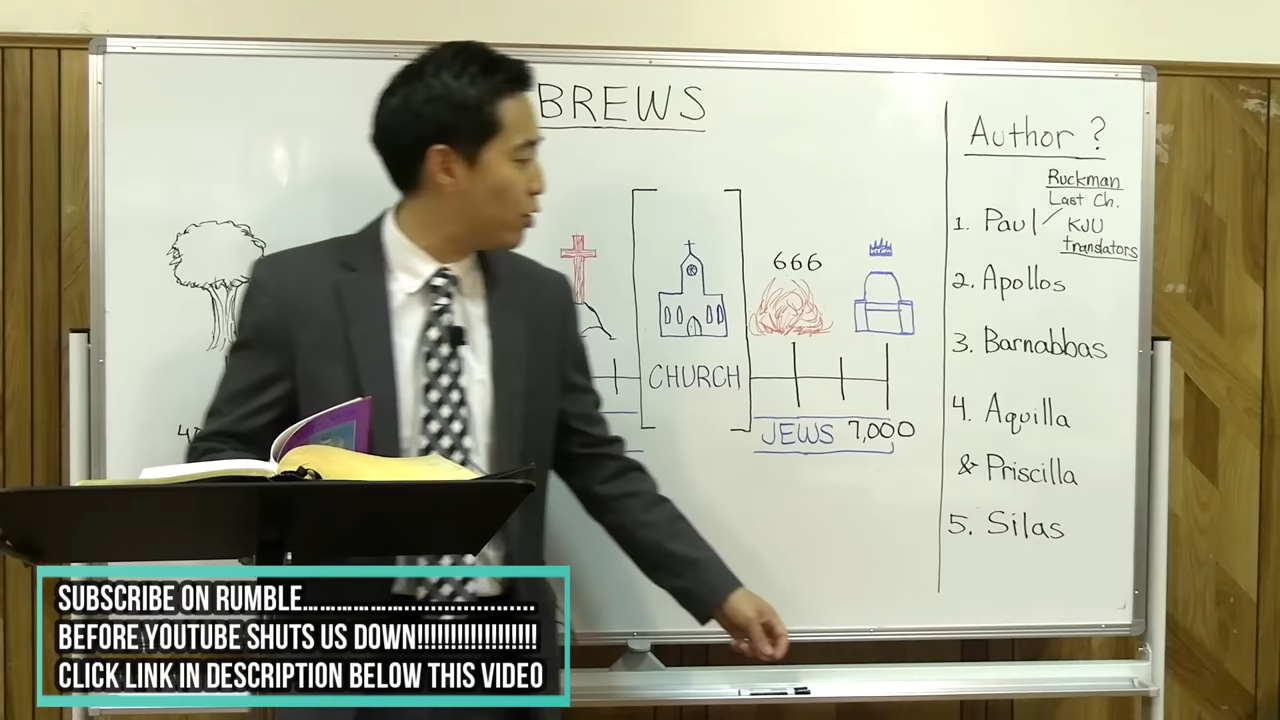 BREWS
Author ?
Ruckman
Last Ch.
1. Paul
KJV
translators
2. Apollos
3. Barnabbas
4. Aquilla
& Priscilla
5. Silas
666
CHURCH
JEWS 7,000
SUBSCRIBE ON RUMBLE.......................................
BEFORE YOUTUBE SHUTS US DOWN!!!!!!!!!!!!!!!!!!!
CLICK LINK IN DESCRIPTION BELOW THIS VIDEO